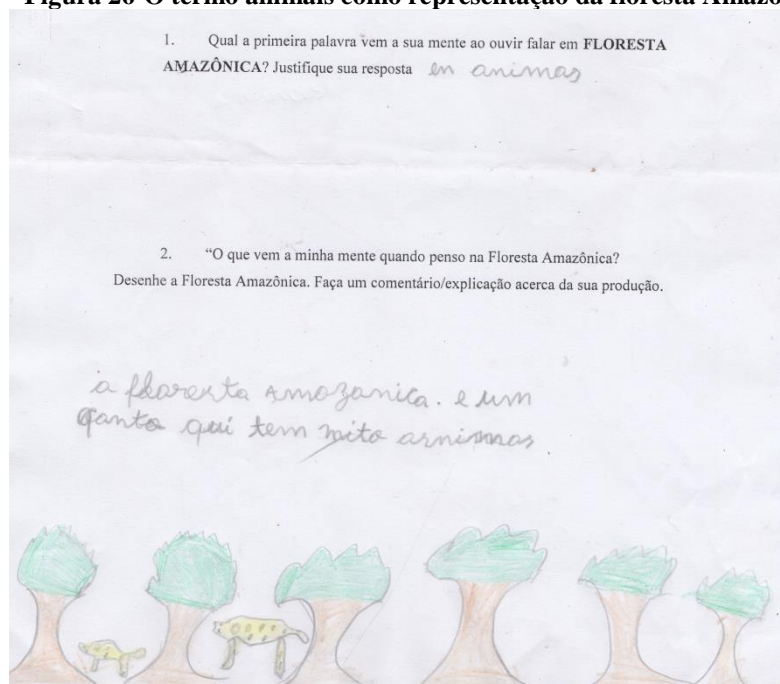 Figura 20 O termo animais como representação da floresta Amazô
1. Qual a primeira palavra vem a sua mente ao ouvir falar em FLORESTA
AMAZÔNICA? Justifique sua resposta en animas
2. “O que vem a minha mente quando penso na Floresta Amazônica?
Desenhe a Floresta Amazônica. Faça um comentário/explicação acerca da sua produção.
a floresta Amozanica. e um
qanto qui tem mito arnimas